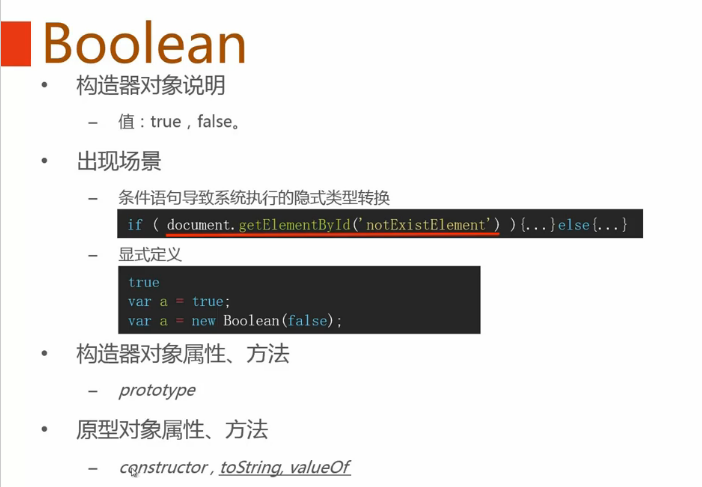 Boolean
• 构造器对象说明
– 值：true，false。
• 出现场景
– 条件语句导致系统执行的隐式类型转换
if ( document.getElementById('notExistElement') ){...}else{...}
– 显式定义
true
var a = true;
var a = new Boolean(false);
• 构造器对象属性、方法
– prototype
• 原型对象属性、方法
– constructor , toString, valueOf